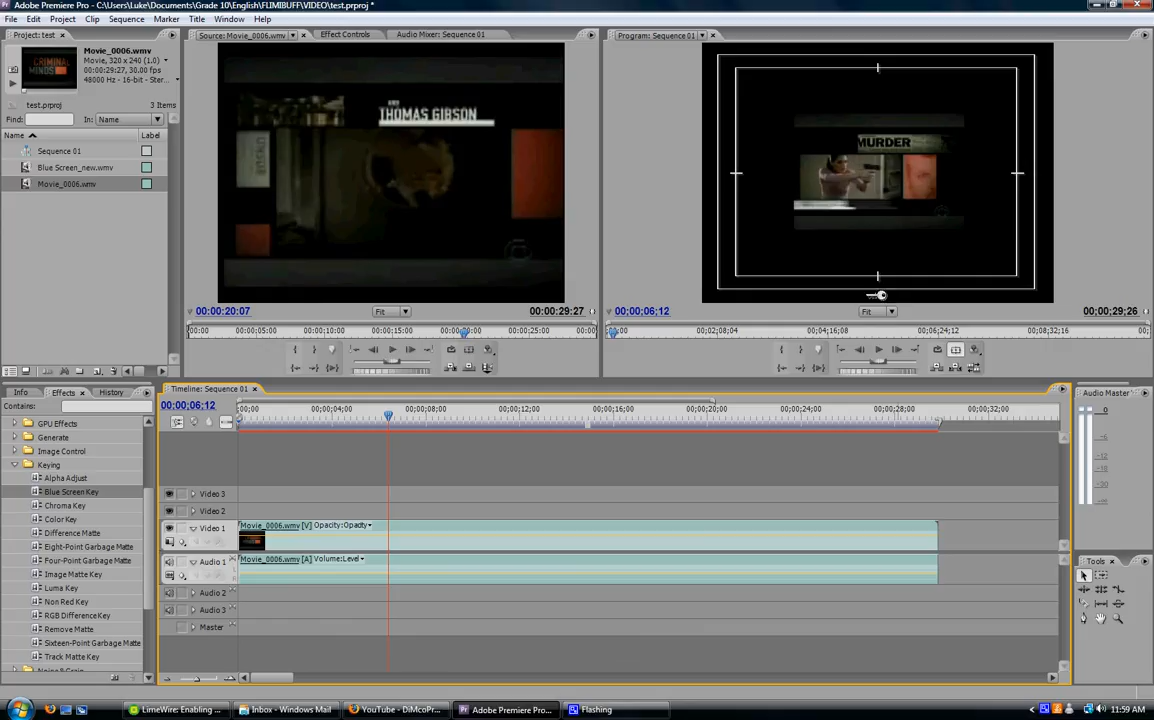 Adobe Premiere Pro - C:\Users\Luke\Documents\Grade 10\English\FLIMIBUFF\VIDEO\test.prproj *
File Edit Project Clip Sequence Marker Title Window Help
Project: test
Movie_0006.wmv
Movie, 320 x 240 (1.0)
00:00:29:27, 30.00 fps
48000 Hz - 16-bit - Ster...
CRIMINAL
MINDS
test.prproj 3 Items
Find: In: Name
Name Label
Sequence 01
Blue Screen_new.wmv
Movie_0006.wmv
Source: Movie_0006.wmv Effect Controls Audio Mixer: Sequence 01
THOMAS GIBSON
00:00:20:07 Fit 00:00:29:27
00:00 00:00:05:00 00:00:10:00 00:00:15:00 00:00:20:00 00:00:25:00 00:00
Program: Sequence 01
MURDER
00;00;06;12 Fit 00;00;29;26
00;00 00;02;08;04 00;04;16;08 00;06;24;12 00;08;32;16 00;
Info Effects History
Contains:
GPU Effects
Generate
Image Control
Keying
Alpha Adjust
Blue Screen Key
Chroma Key
Color Key
Difference Matte
Eight-Point Garbage Matte
Four-Point Garbage Matte
Image Matte Key
Luma Key
Non Red Key
RGB Difference Key
Remove Matte
Sixteen-Point Garbage Matte
Track Matte Key
Noise & Grain
Timeline: Sequence 01
00;00;06;12
;00;00 00;00;04;00 00;00;08;00 00;00;12;00 00;00;16;00 00;00;20;00 00;00;24;00 00;00;28;00 00;00;32;00
Video 3
Video 2
Video 1 Movie_0006.wmv [V] Opacity:Opacity
Audio 1 Movie_0006.wmv [A] Volume:Level
Audio 2
Audio 3
Master
Audio Master
0
-6
-12
-18
-30
Tools
LimeWire: Enabling ... Inbox - Windows Mail YouTube - DiMcoPr... Adobe Premiere Pro... Flashing 11:59 AM